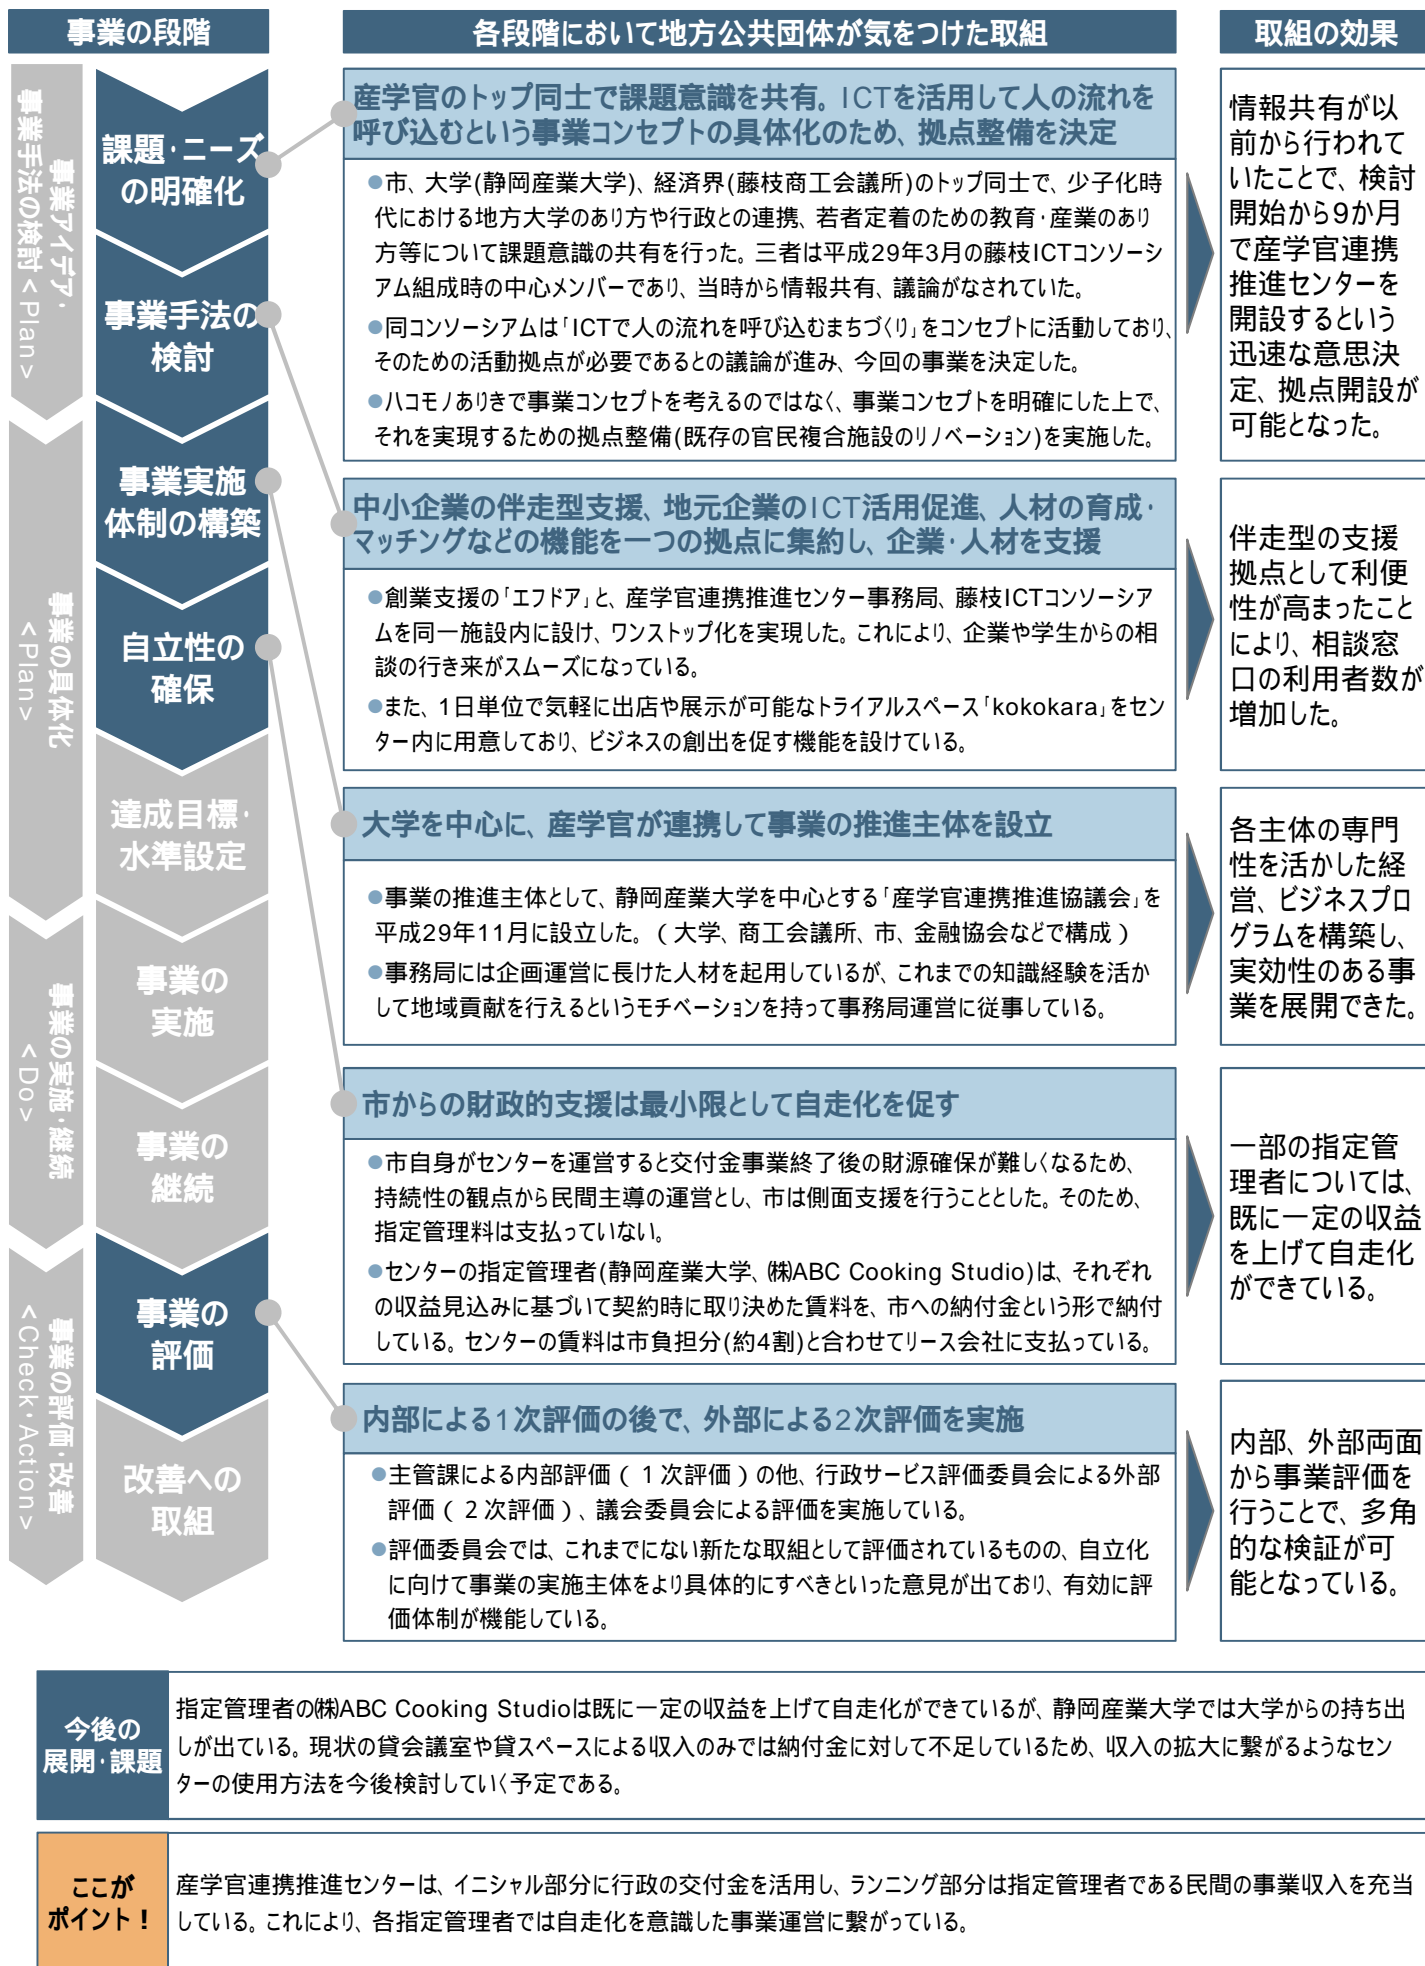 事業の段階
各段階において地方公共団体が気をつけた取組
取組の効果
事業アイデア・
事業手法の検討<Plan>
事業の具体化
<Plan>
事業の実施・継続
<Do>
事業の評価・改善
<Check・Action>
課題・ニーズ
の明確化
事業手法の
検討
事業実施
体制の構築
自立性の
確保
達成目標・
水準設定
事業の
実施
事業の
継続
事業の
評価
改善への
取組
産学官のトップ同士で課題意識を共有。ICTを活用して人の流れを
呼び込むという事業コンセプトの具体化のため、拠点整備を決定
●市、大学(静岡産業大学)、経済界(藤枝商工会議所)のトップ同士で、少子化時
代における地方大学のあり方や行政との連携、若者定着のための教育・産業のあり
方等について課題意識の共有を行った。三者は平成29年3月の藤枝ICTコンソーシ
アム組成時の中心メンバーであり、当時から情報共有、議論がなされていた。
●同コンソーシアムは「ICTで人の流れを呼び込むまちづくり」をコンセプトに活動しており、
そのための活動拠点が必要であるとの議論が進み、今回の事業を決定した。
●ハコモノありきで事業コンセプトを考えるのではなく、事業コンセプトを明確にした上で、
それを実現するための拠点整備(既存の官民複合施設のリノベーション)を実施した。
情報共有が以
前から行われて
いたことで、検討
開始から9か月
で産学官連携
推進センターを
開設するという
迅速な意思決
定、拠点開設が
可能となった。
中小企業の伴走型支援、地元企業のICT活用促進、人材の育成・
マッチングなどの機能を一つの拠点に集約し、企業・人材を支援
●創業支援の「エフドア」と、産学官連携推進センター事務局、藤枝ICTコンソーシア
ムを同一施設内に設け、ワンストップ化を実現した。これにより、企業や学生からの相
談の行き来がスムーズになっている。
●また、1日単位で気軽に出店や展示が可能なトライアルスペース「kokokara」をセン
ター内に用意しており、ビジネスの創出を促す機能を設けている。
伴走型の支援
拠点として利便
性が高まったこと
により、相談窓
口の利用者数が
増加した。
大学を中心に、産学官が連携して事業の推進主体を設立
●事業の推進主体として、静岡産業大学を中心とする「産学官連携推進協議会」を
平成29年11月に設立した。(大学、商工会議所、市、金融協会などで構成)
●事務局には企画運営に長けた人材を起用しているが、これまでの知識経験を活か
して地域貢献を行えるというモチベーションを持って事務局運営に従事している。
各主体の専門
性を活かした経
営、ビジネスプロ
グラムを構築し、
実効性のある事
業を展開できた。
市からの財政的支援は最小限として自走化を促す
●市自身がセンターを運営すると交付金事業終了後の財源確保が難しくなるため、
持続性の観点から民間主導の運営とし、市は側面支援を行うこととした。そのため、
指定管理料は支払っていない。
●センターの指定管理者(静岡産業大学、㈱ABC Cooking Studio)は、それぞれ
の収益見込みに基づいて契約時に取り決めた賃料を、市への納付金という形で納付
している。センターの賃料は市負担分(約4割)と合わせてリース会社に支払っている。
一部の指定管
理者については、
既に一定の収益
を上げて自走化
ができている。
内部による1次評価の後で、外部による2次評価を実施
●主管課による内部評価(1次評価)の他、行政サービス評価委員会による外部
評価(2次評価)、議会委員会による評価を実施している。
●評価委員会では、これまでにない新たな取組として評価されているものの、自立化
に向けて事業の実施主体をより具体的にすべきといった意見が出ており、有効に評
価体制が機能している。
内部、外部両面
から事業評価を
行うことで、多角
的な検証が可
能となっている。
今後の
展開・課題
指定管理者の㈱ABC Cooking Studioは既に一定の収益を上げて自走化ができているが、静岡産業大学では大学からの持ち出
しが出ている。現状の貸会議室や貸スペースによる収入のみでは納付金に対して不足しているため、収入の拡大に繋がるようなセン
ターの使用方法を今後検討していく予定である。
ここが
ポイント！
産学官連携推進センターは、イニシャル部分に行政の交付金を活用し、ランニング部分は指定管理者である民間の事業収入を充当
している。これにより、各指定管理者では自走化を意識した事業運営に繋がっている。